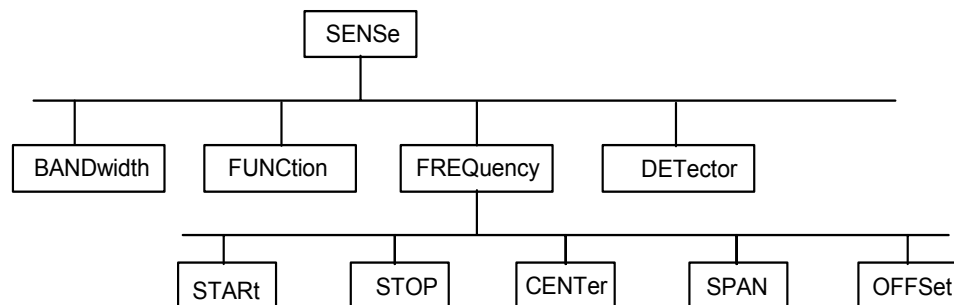 SENSe
BANDwidth FUNCtion FREQuency DETector
STARt STOP CENTer SPAN OFFSet